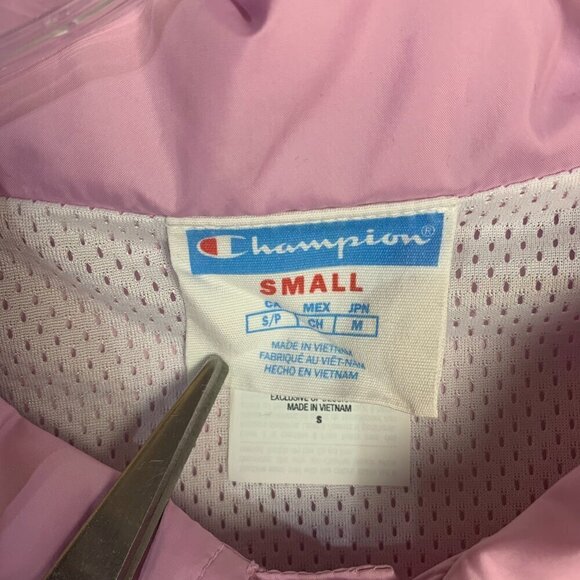 Champion®
SMALL
CA MEX JPN
S/P CH M
MADE IN VIETNAM
FABRIQUÉ AU VIÊT-NAM
HECHO EN VIETNAM
EXCLUSIVE OF
MADE IN VIETNAM
S